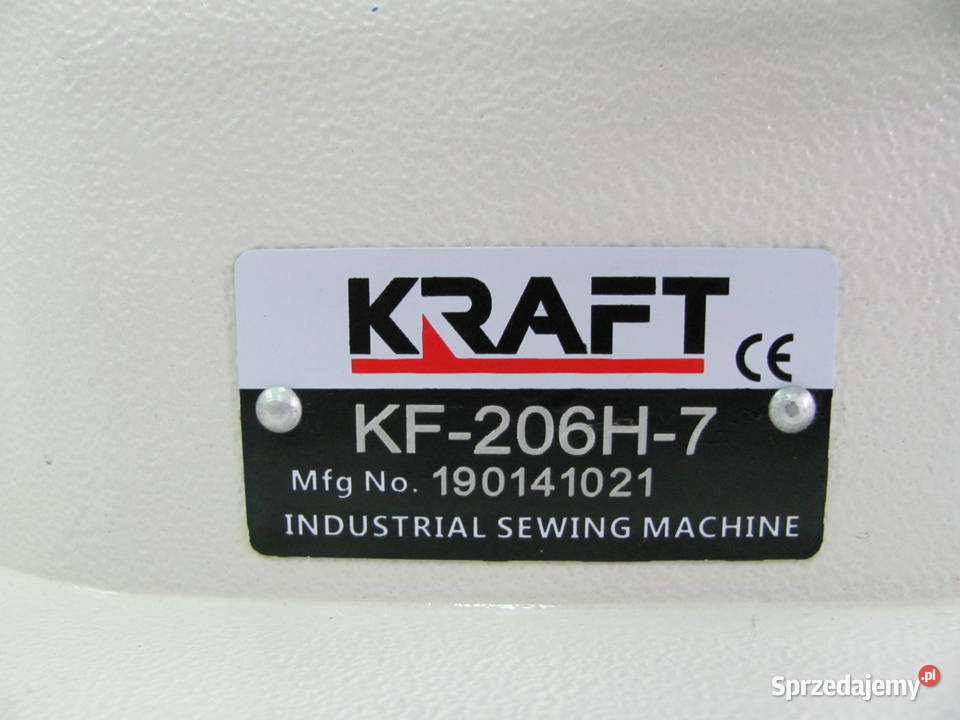 KRAFT
CE
KF-206H-7
Mfg No. 190141021
INDUSTRIAL SEWING MACHINE
Sprzedajemy.pl